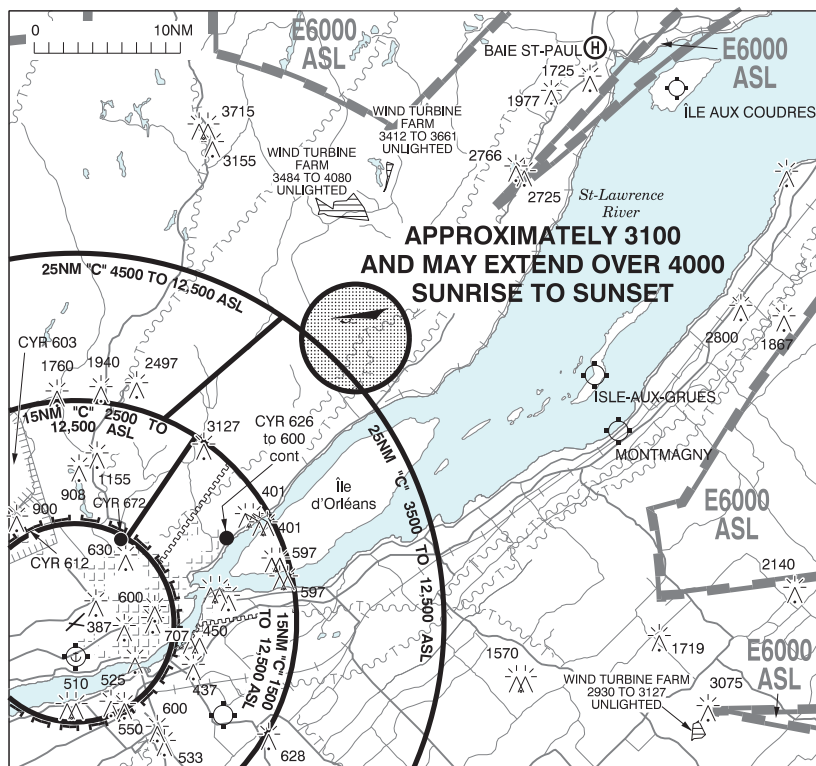 0 10NM
E6000
ASL
BAIE ST-PAUL
H
1725
1977
E6000
ASL
ÎLE AUX COUDRES
3715
3155
WIND TURBINE
FARM
3412 TO 3661
UNLIGHTED
WIND TURBINE
FARM
3484 TO 4080
UNLIGHTED
2766
2725
St-Lawrence
River
APPROXIMATELY 3100
AND MAY EXTEND OVER 4000
SUNRISE TO SUNSET
25NM "C" 4500 TO 12,500 ASL
CYR 603
1760
1940
2497
2800
1867
15NM "C" 2500 TO
12,500 ASL
3127
CYR 626
to 600
cont
ISLE-AUX-GRUES
MONTMAGNY
25NM "C" 3500 TO 12,500 ASL
1155
908
CYR 672
900
401
401
Île
d'Orléans
E6000
ASL
CYR 612
630
597
597
2140
600
387
707
450
15NM "C" 1500
TO 12,500 ASL
1719
1570
E6000
ASL
525
510
437
WIND TURBINE FARM
2930 TO 3127
UNLIGHTED
3075
550
600
533
628